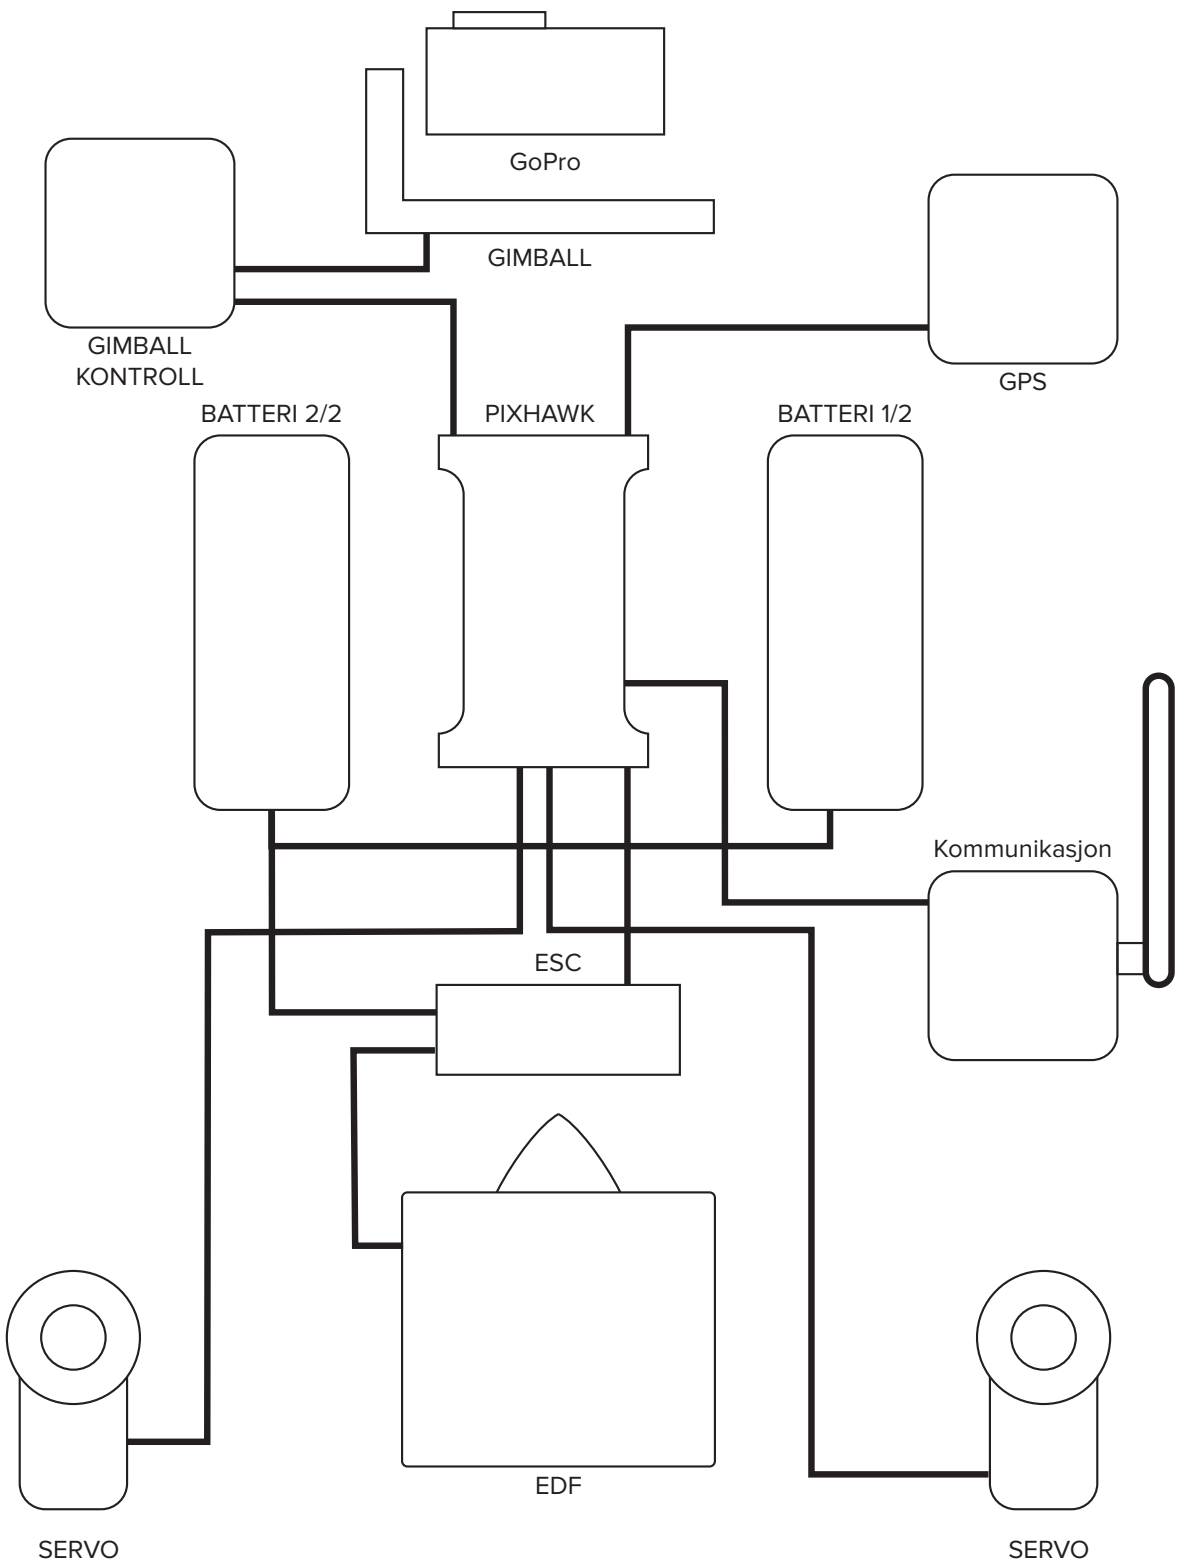 GoPro
GIMBALL
GIMBALL
KONTROLL
GPS
BATTERI 2/2
PIXHAWK
BATTERI 1/2
Kommunikasjon
ESC
EDF
SERVO
SERVO